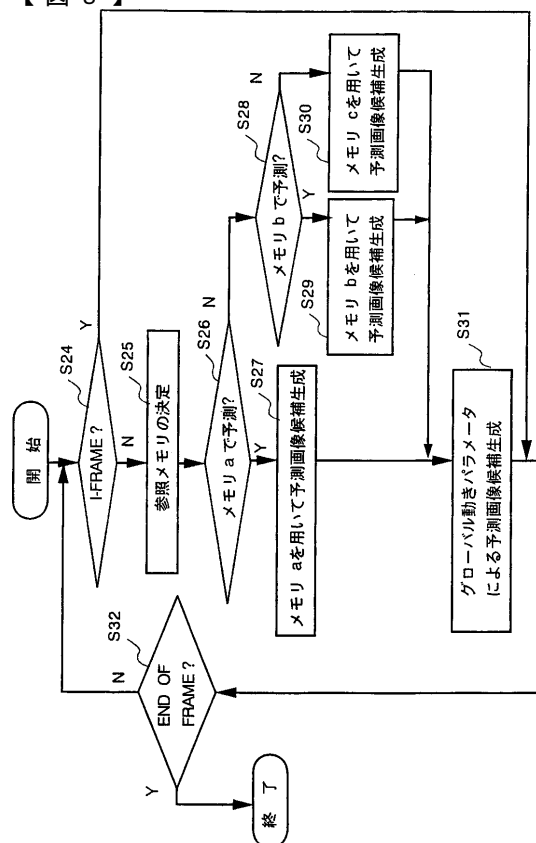 【図
開 始
I-FRAME ?
S24
Y
N
参照メモリの決定
S25
メモリ a で予測?
S26
N
Y
メモリ aを用いて予測画像候補生成
S27
メモリ b で予測?
S28
N
Y
メモリ bを用いて
予測画像候補生成
S29
メモリ cを用いて
予測画像候補生成
S30
グローバル動きパラメータ
による予測画像候補生成
S31
END OF
FRAME ?
S32
N
Y
終 了